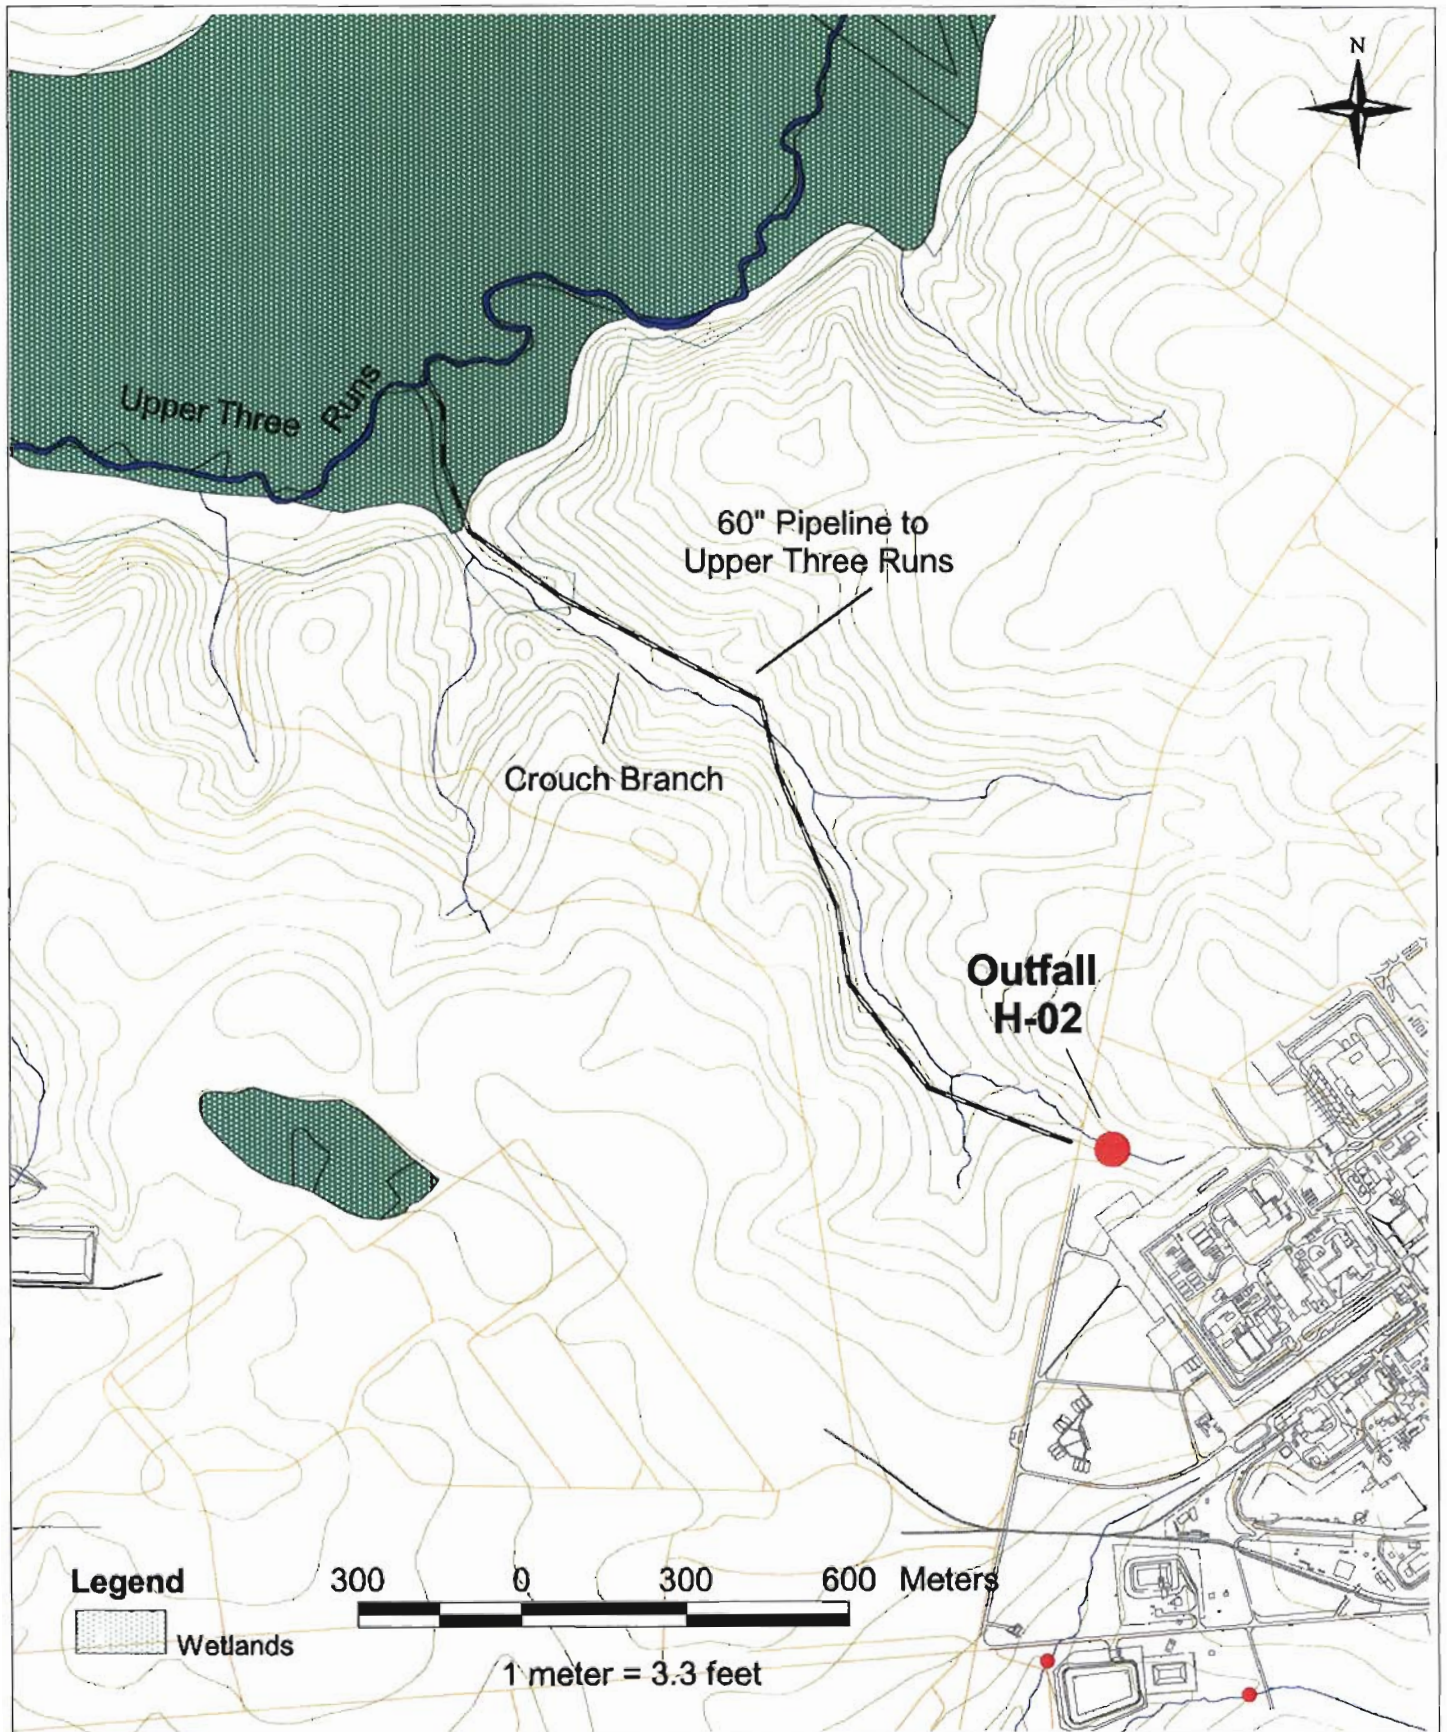 N
Upper Three Runs
60" Pipeline to
Upper Three Runs
Crouch Branch
Outfall
H-02
Legend
Wetlands
300 0 300 600 Meters
1 meter = 3.3 feet